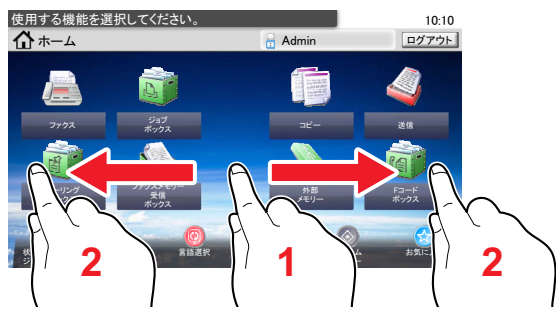 使用する機能を選択してください。
10:10
ホーム
Admin
ログアウト
ファクス
ジョブ
ボックス
コピー
送信
ファクスメモリー
受信
ボックス
外部
メモリー
Fコード
ボックス
言語選択
お気に
2
1
2